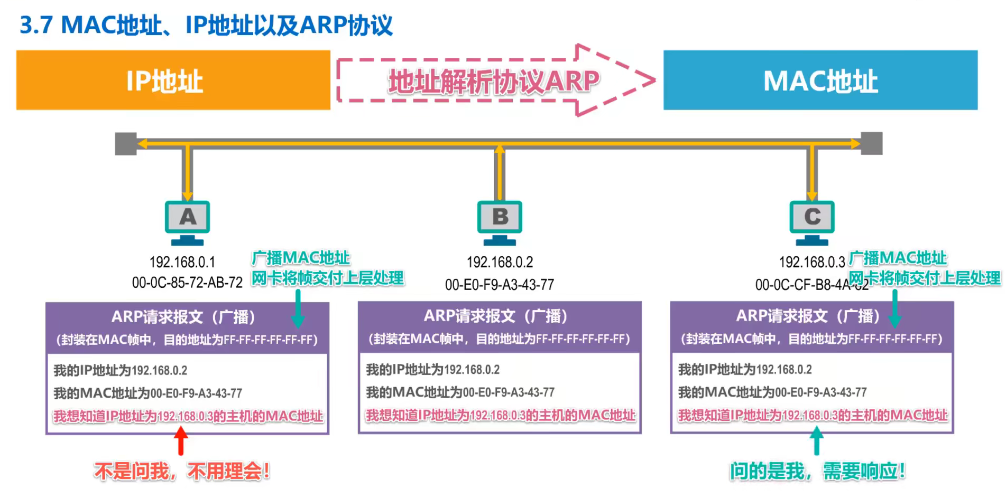 3.7 MAC地址、IP地址以及ARP协议
IP地址
地址解析协议ARP
MAC地址
A
B
C
192.168.0.1
00-0C-85-72-AB-72
广播MAC地址
网卡将帧交付上层处理
192.168.0.2
00-E0-F9-A3-43-77
192.168.0.3
00-0C-CF-B8-4A-82
广播MAC地址
网卡将帧交付上层处理
ARP请求报文（广播）
（封装在MAC帧中，目的地址为FF-FF-FF-FF-FF-FF）
我的IP地址为192.168.0.2
我的MAC地址为00-E0-F9-A3-43-77
我想知道IP地址为192.168.0.3的主机的MAC地址
不是问我，不用理会！
ARP请求报文（广播）
（封装在MAC帧中，目的地址为FF-FF-FF-FF-FF-FF）
我的IP地址为192.168.0.2
我的MAC地址为00-E0-F9-A3-43-77
我想知道IP地址为192.168.0.3的主机的MAC地址
ARP请求报文（广播）
（封装在MAC帧中，目的地址为FF-FF-FF-FF-FF-FF）
我的IP地址为192.168.0.2
我的MAC地址为00-E0-F9-A3-43-77
我想知道IP地址为192.168.0.3的主机的MAC地址
问的是我，需要响应！